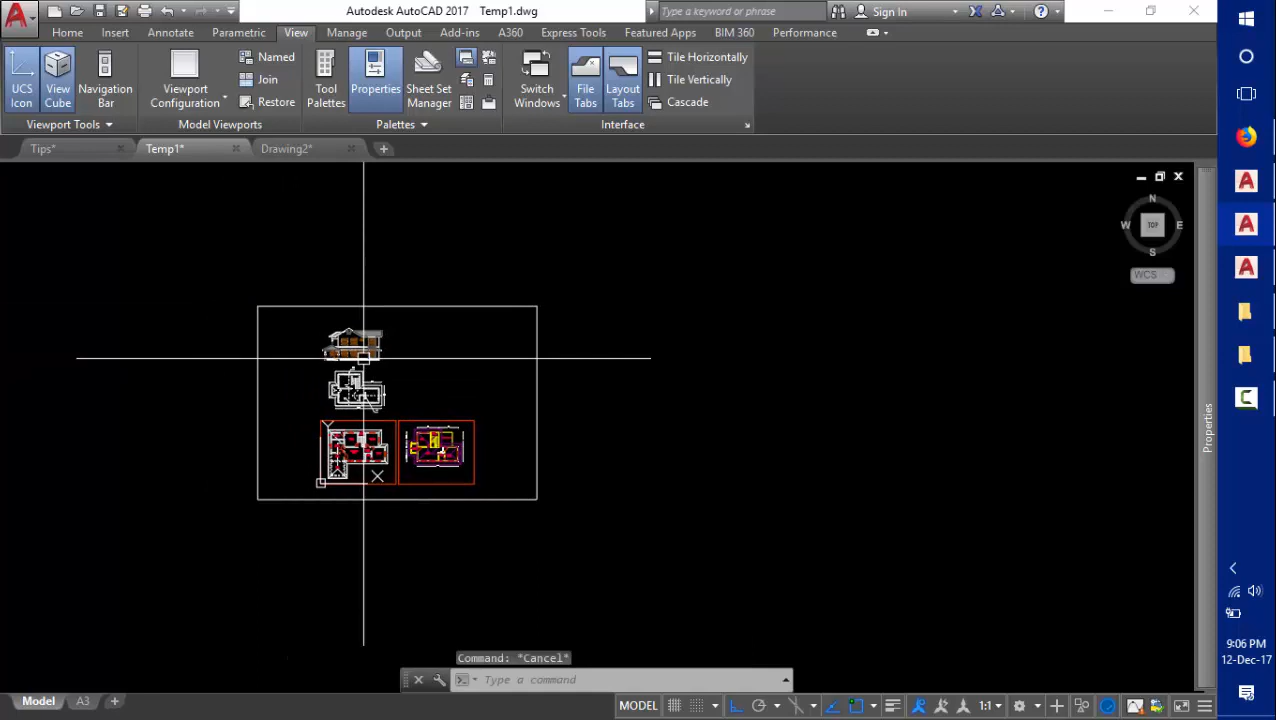 Autodesk AutoCAD 2017 Temp1.dwg
Type a keyword or phrase
Sign In
Home Insert Annotate Parametric View Manage Output Add-ins A360 Express Tools Featured Apps BIM 360 Performance
UCS Icon
View Cube
Navigation Bar
Viewport Configuration
Named
Join
Restore
Tool Palettes
Properties
Sheet Set Manager
Switch Windows
File Tabs
Layout Tabs
Tile Horizontally
Tile Vertically
Cascade
Viewport Tools
Model Viewports
Palettes
Interface
Tips*
Temp1*
Drawing2*
N
W TOP E
S
WCS
Y
X
Properties
Command: *Cancel*
Type a command
Model A3
MODEL
1:1
9:06 PM
12-Dec-17